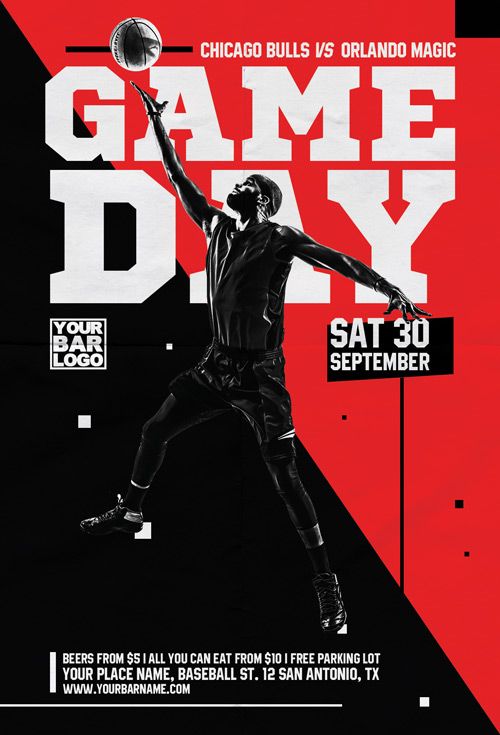 CHICAGO BULLS VS ORLANDO MAGIC
GAME
DAY
YOUR
BAR
LOGO
SAT 30
SEPTEMBER
BEERS FROM $5 | ALL YOU CAN EAT FROM $10 | FREE PARKING LOT
YOUR PLACE NAME, BASEBALL ST. 12 SAN ANTONIO, TX
WWW.YOURBARNAME.COM